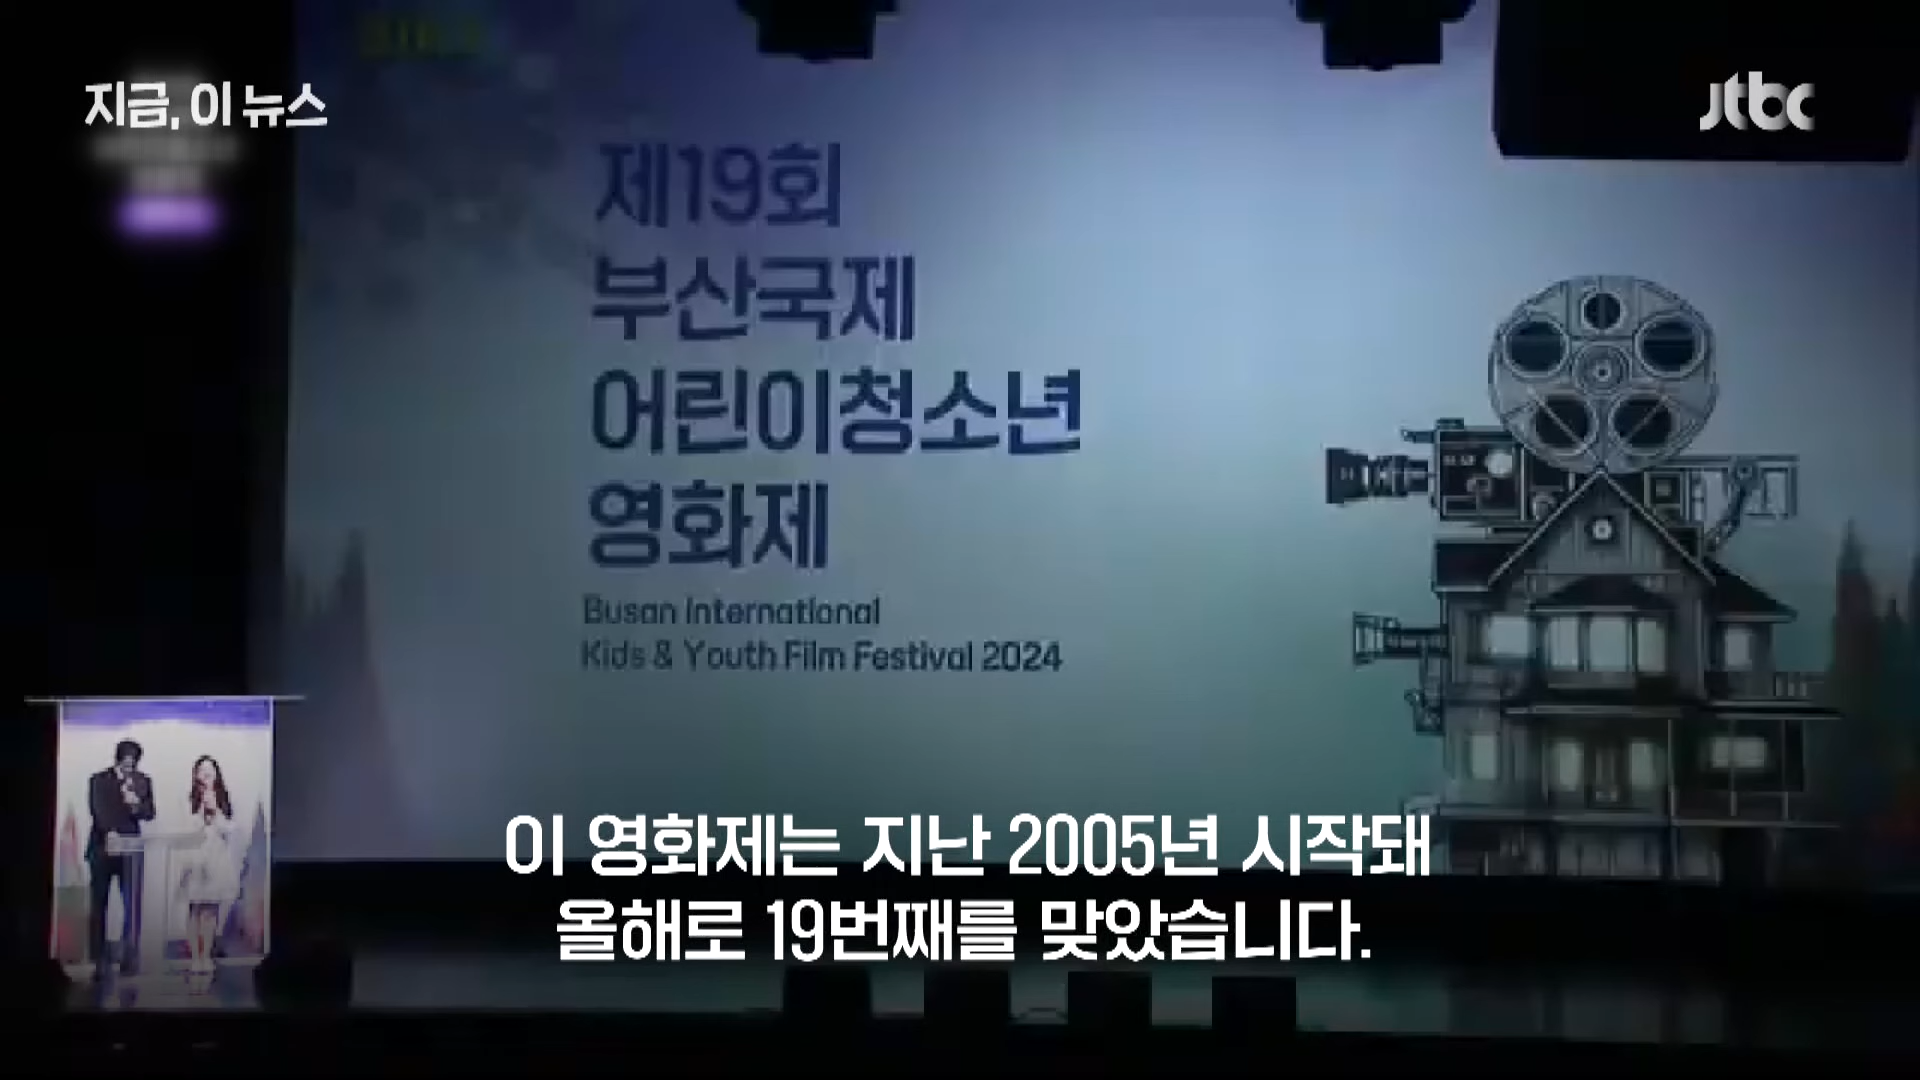 지금, 이 뉴스
jtbc
제19회
부산국제
어린이청소년
영화제
Busan International
Kids & Youth Film Festival 2024
이 영화제는 지난 2005년 시작돼
올해로 19번째를 맞았습니다.